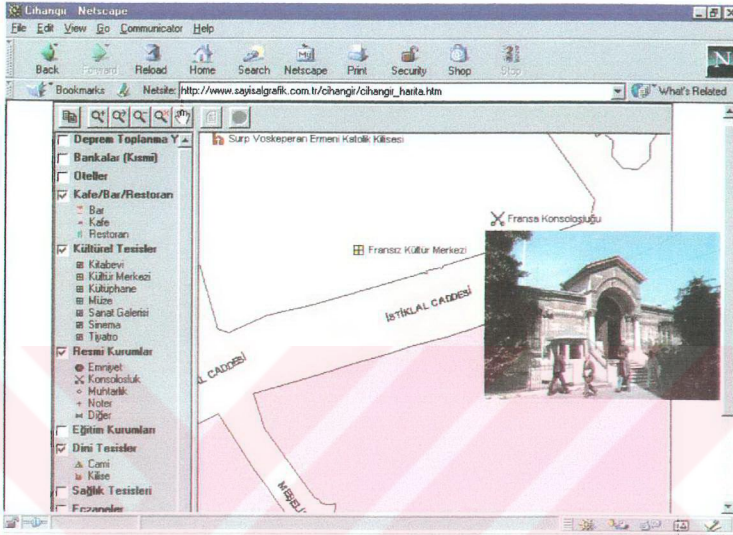 Cihangir - Netscape
File Edit View Go Communicator Help
Back Forward Reload Home Search Netscape Print Security Shop Stop
Bookmarks Netsite: http://www.sayisalgrafik.com.tr/cihangir/cihangir_harita.htm What's Related
Deprem Toplanma Y
Bankalar (Kısmi)
Oteller
Kafe/Bar/Restoran
Bar
Kafe
Restoran
Kültürel Tesisler
Kitabevi
Kültür Merkezi
Kütüphane
Müze
Sanat Galerisi
Sinema
Tiyatro
Resmi Kurumlar
Emniyet
Konsolosluk
Muhtarlık
Noter
Diğer
Eğitim Kurumları
Dini Tesisler
Cami
Kilise
Sağlık Tesisleri
Eczaneler
Surp Voskeperan Ermeni Katolik Kilisesi
Fransa Konsolosluğu
Fransız Kültür Merkezi
İSTİKLAL CADDESİ
AL CADDESİ
MEŞELİ